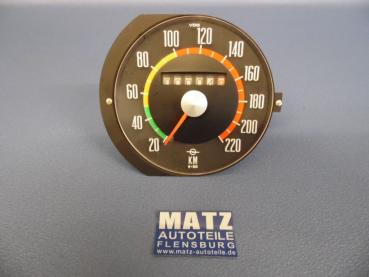 VDO
100 120
80 140
60 160
40 180
20 200
220
KM
MATZ
AUTOTEILE
FLENSBURG
www.matz-autoteile.de